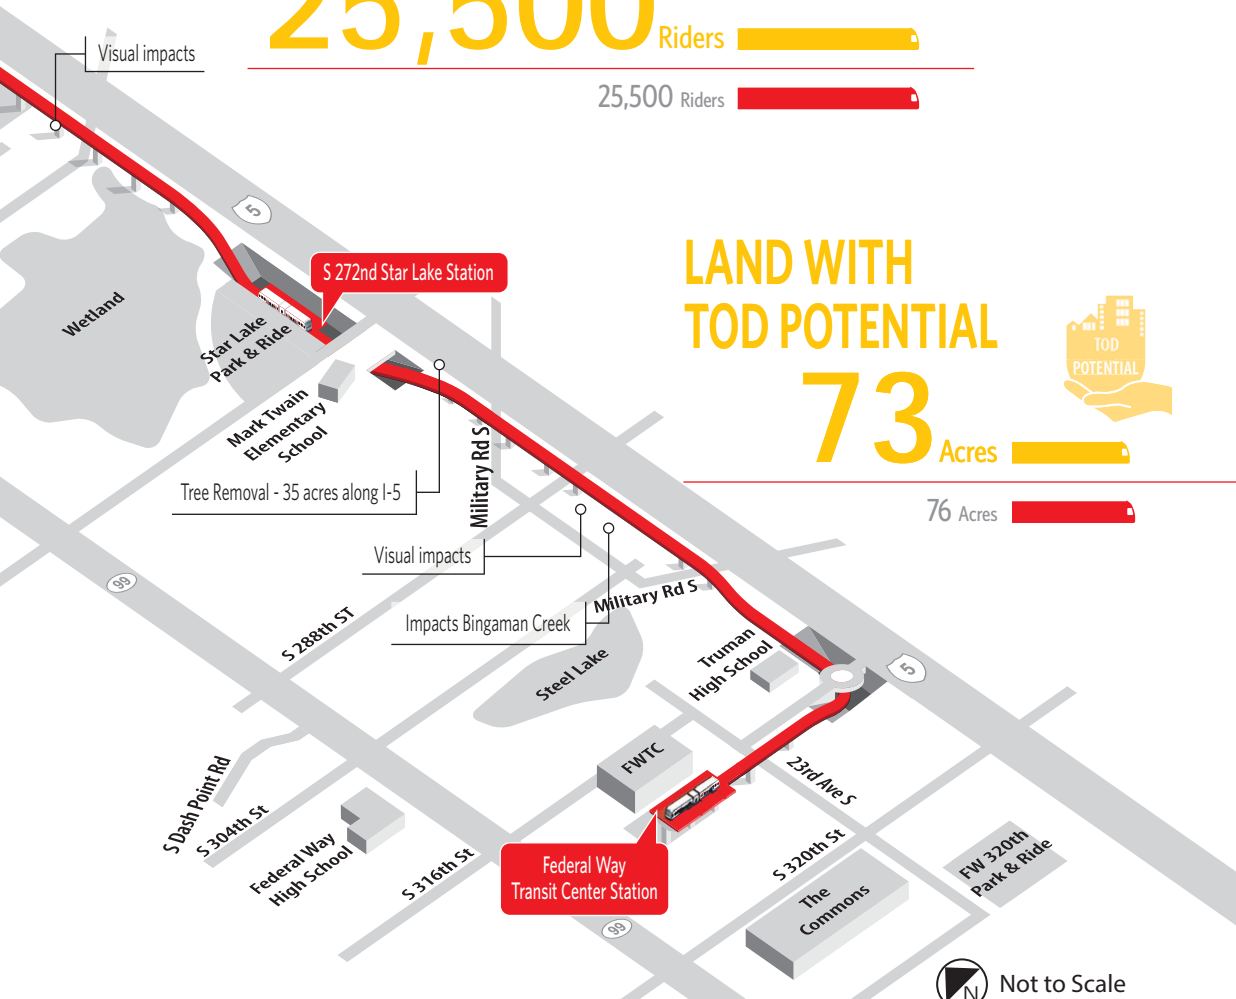 25,500 Riders
Visual impacts
25,500 Riders
5
S 272nd Star Lake Station
LAND WITH
TOD POTENTIAL
TOD
POTENTIAL
73 Acres
76 Acres
Wetland
Star Lake
Park & Ride
Mark Twain
Elementary
School
Military Rd S
Tree Removal - 35 acres along I-5
Visual impacts
99
Military Rd S
Impacts Bingaman Creek
S 288th ST
Steel Lake
Truman
High School
5
FWTC
23rd Ave S
S Dash Point Rd
S 304th St
Federal Way
High School
S 316th St
Federal Way
Transit Center Station
S 320th St
FW 320th
Park & Ride
The
Commons
99
N
Not to Scale